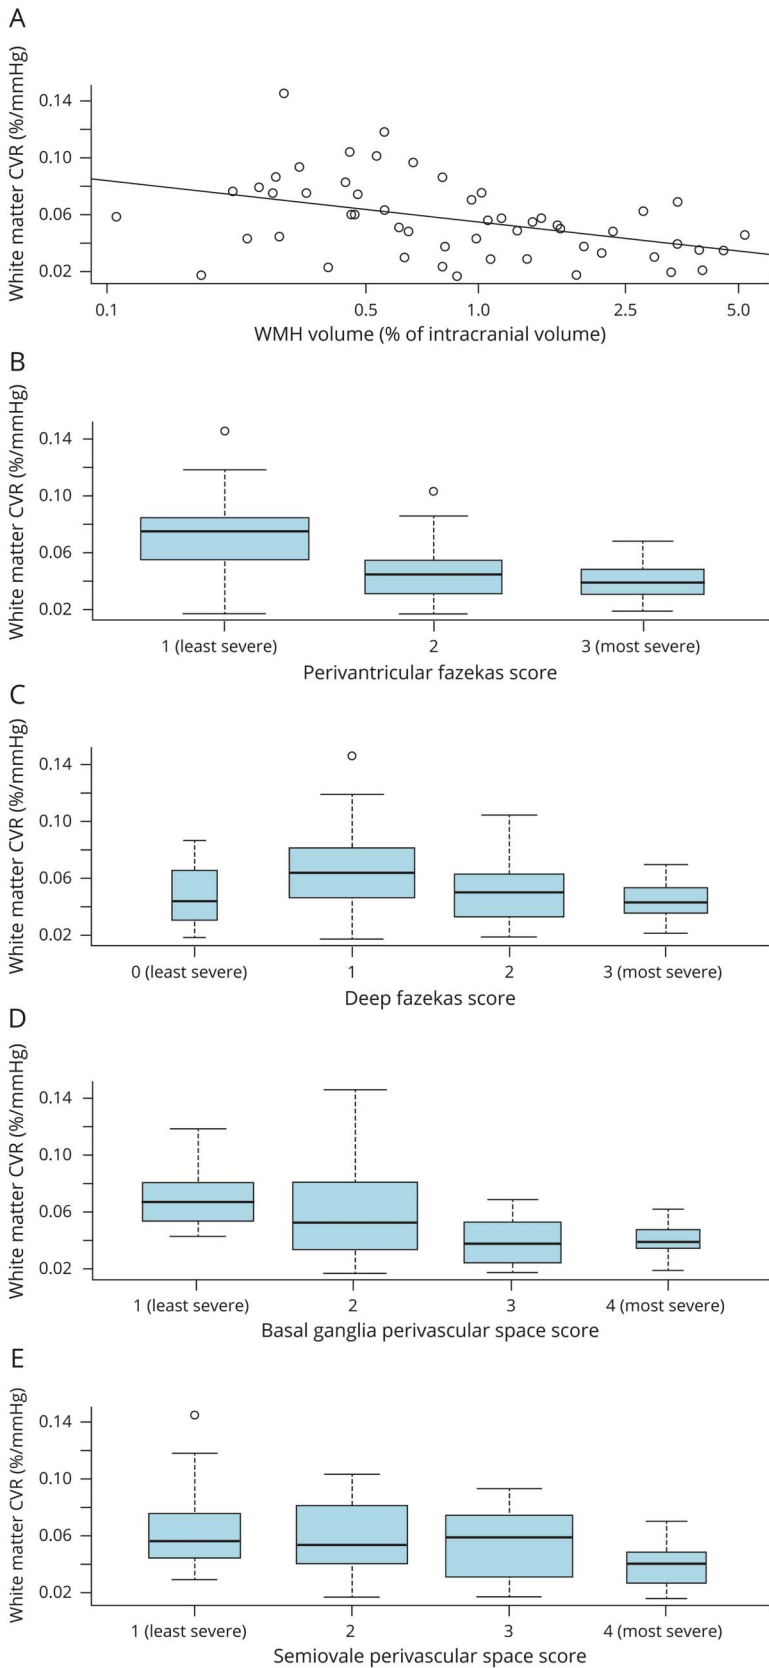 A
White matter CVR (%/mmHg)
0.14
0.10
0.06
0.02
0.1 0.5 1.0 2.5 5.0
WMH volume (% of intracranial volume)
B
White matter CVR (%/mmHg)
0.14
0.10
0.06
0.02
1 (least severe) 2 3 (most severe)
Perivantricular fazekas score
C
White matter CVR (%/mmHg)
0.14
0.10
0.06
0.02
0 (least severe) 1 2 3 (most severe)
Deep fazekas score
D
White matter CVR (%/mmHg)
0.14
0.10
0.06
0.02
1 (least severe) 2 3 4 (most severe)
Basal ganglia perivascular space score
E
White matter CVR (%/mmHg)
0.14
0.10
0.06
0.02
1 (least severe) 2 3 4 (most severe)
Semiovale perivascular space score